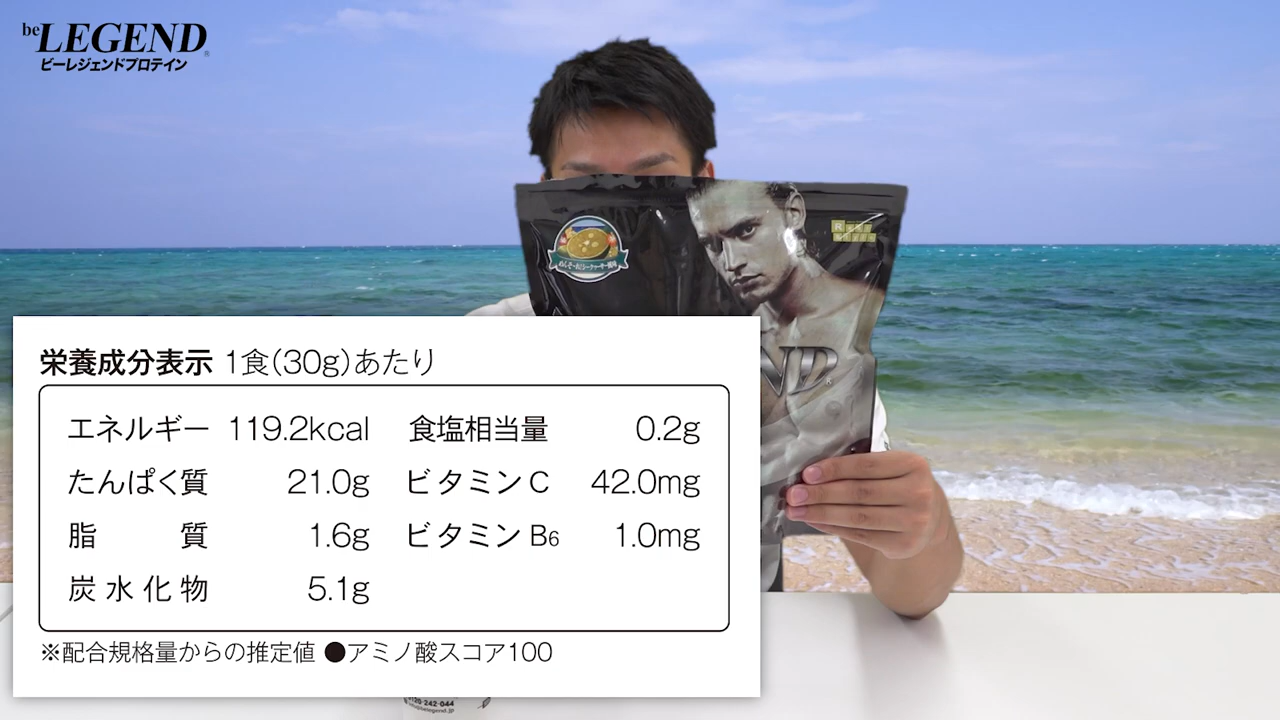 be LEGEND
ビーレジェンドプロテイン
栄養成分表示 1食(30g)あたり
エネルギー 119.2kcal 食塩相当量 0.2g
たんぱく質 21.0g ビタミンC 42.0mg
脂質 1.6g ビタミンB6 1.0mg
炭水化物 5.1g
※配合規格量からの推定値 ●アミノ酸スコア100
0120-242-044